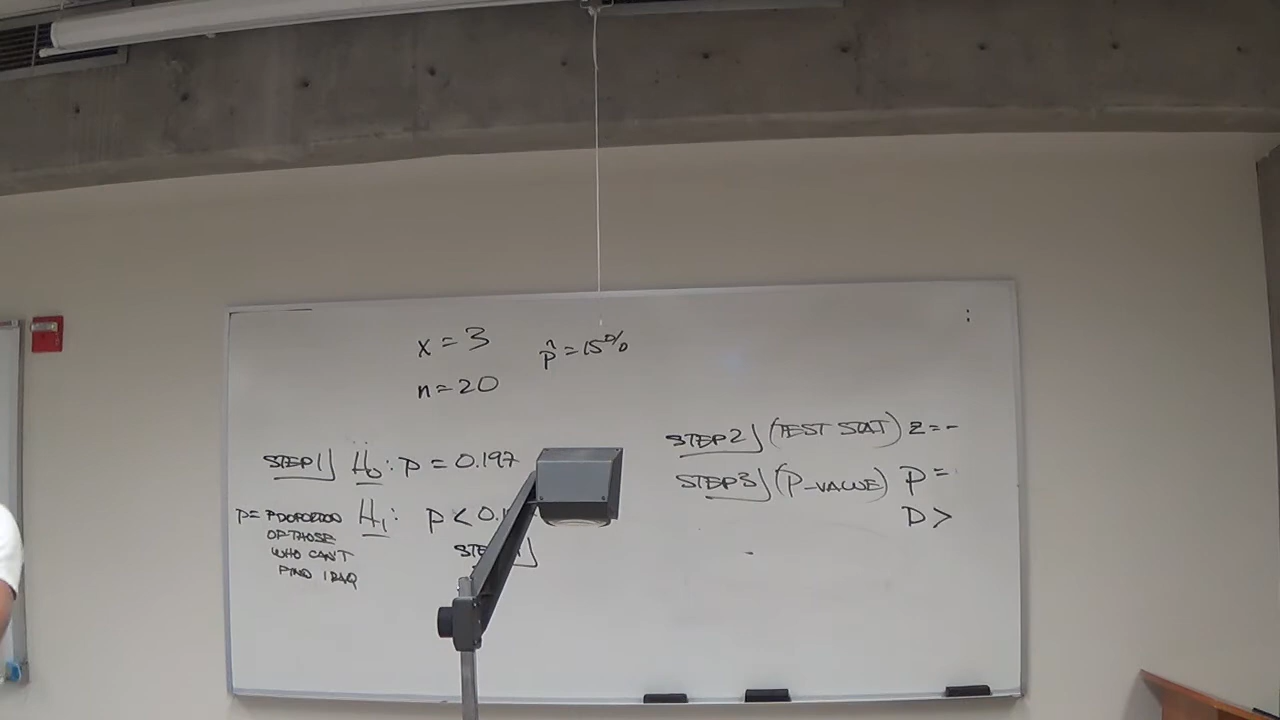 x = 3
p̂ = 15%
n = 20
STEP 1 H₀: p = 0.197
p = PROPORTION H₁: p < 0.1
OF THOSE
WHO CAN'T
FIND IRAQ
STEP 2 (TEST STAT) z = -
STEP 3 (P-VALUE) P =
P >